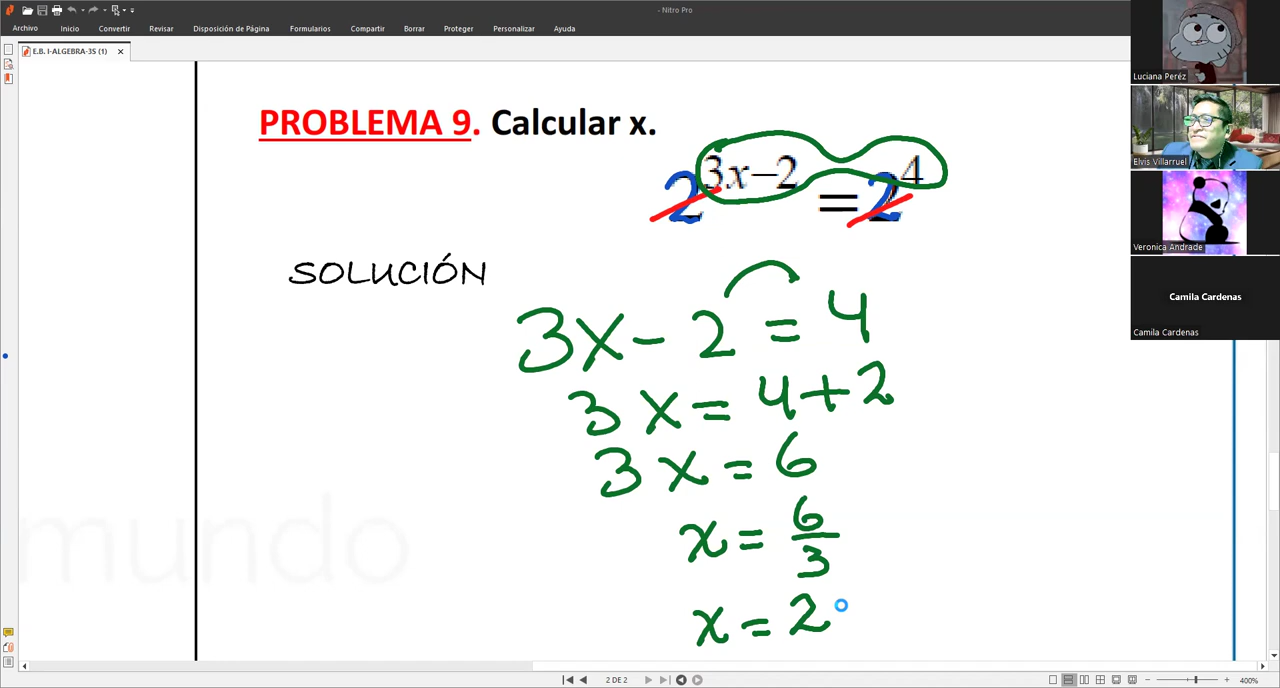 - Nitro Pro
Archivo Inicio Convertir Revisar Disposición de Página Formularios Compartir Borrar Proteger Personalizar Ayuda
E.B. I-ALGEBRA-3S (1)
PROBLEMA 9. Calcular x.
2^{3x-2} = 2^4
SOLUCIÓN
3x - 2 = 4
3x = 4+2
3x = 6
x = 6/3
x = 2
mundo
Luciana Peréz
Elvis Villarruel
Veronica Andrade
Camila Cardenas
Camila Cardenas
2 DE 2
400%